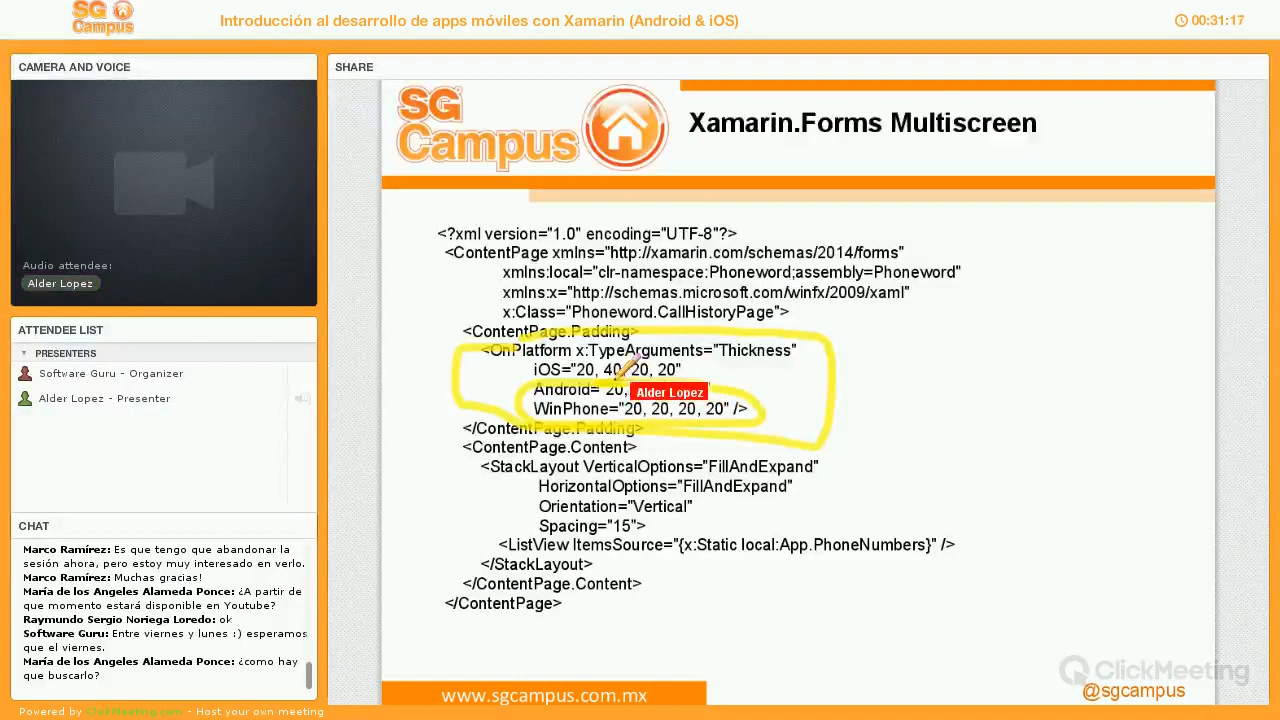 SG Campus
Introducción al desarrollo de apps móviles con Xamarin (Android & iOS)
00:31:17
CAMERA AND VOICE
Audio attendee:
Alder Lopez
ATTENDEE LIST
PRESENTERS
Software Guru - Organizer
Alder Lopez - Presenter
CHAT
Marco Ramírez: Es que tengo que abandonar la
sesión ahora, pero estoy muy interesado en verlo.
Marco Ramírez: Muchas gracias!
María de los Angeles Alameda Ponce: ¿A partir de
que momento estará disponible en Youtube?
Raymundo Sergio Noriega Loredo: ok
Software Guru: Entre viernes y lunes :) esperamos
que el viernes.
María de los Angeles Alameda Ponce: ¿como hay
que buscarlo?
Powered by ClickMeeting.com - Host your own meeting
SHARE
SG
Campus
Xamarin.Forms Multiscreen
<?xml version="1.0" encoding="UTF-8"?>
<ContentPage xmlns="http://xamarin.com/schemas/2014/forms"
xmlns:local="clr-namespace:Phoneword;assembly=Phoneword"
xmlns:x="http://schemas.microsoft.com/winfx/2009/xaml"
x:Class="Phoneword.CallHistoryPage">
<ContentPage.Padding>
<OnPlatform x:TypeArguments="Thickness"
iOS="20, 40, 20, 20"
Android="20,
Alder Lopez
WinPhone="20, 20, 20, 20" />
</ContentPage.Padding>
<ContentPage.Content>
<StackLayout VerticalOptions="FillAndExpand"
HorizontalOptions="FillAndExpand"
Orientation="Vertical"
Spacing="15">
<ListView ItemsSource="{x:Static local:App.PhoneNumbers}" />
</StackLayout>
</ContentPage.Content>
</ContentPage>
www.sgcampus.com.mx
ClickMeeting
@sgcampus